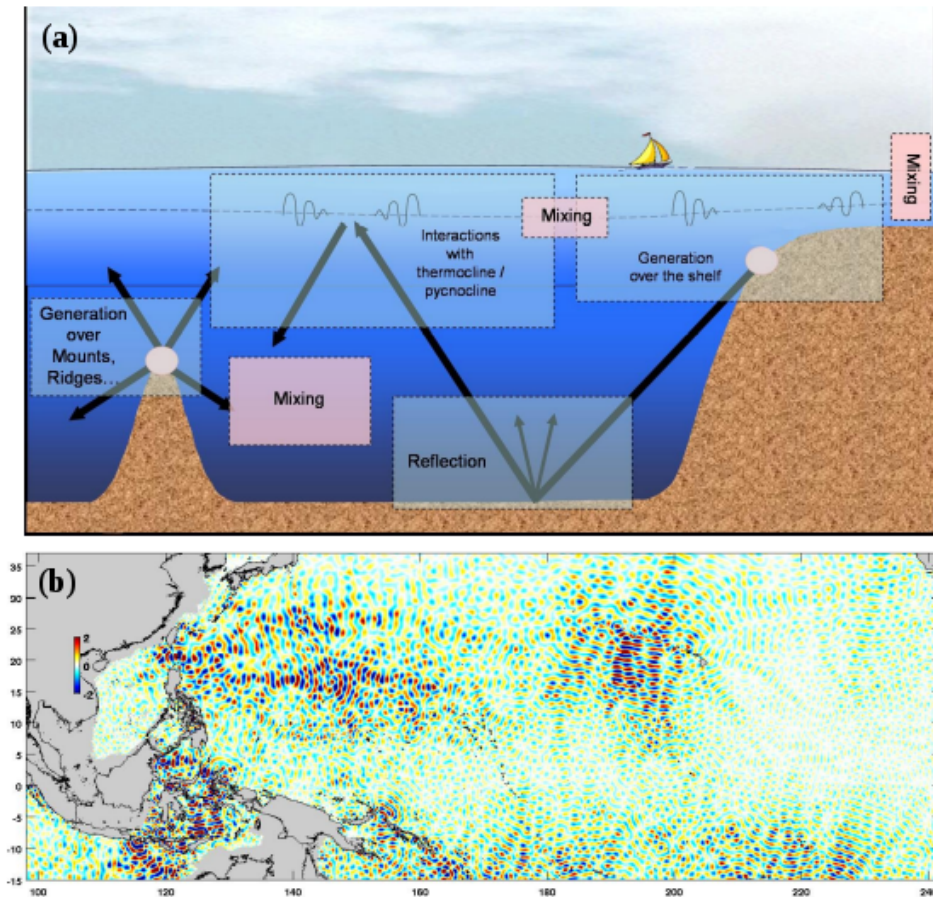 (a)
Mixing
Mixing
Interactions
with
thermocline /
pycnocline
Generation
over the shelf
Generation
over
Mounts,
Ridges...
Mixing
Reflection
(b)
30
25
20
15
10
5
0
-5
-10
-15
2
0
-2
100
120
140
160
180
200
220
240